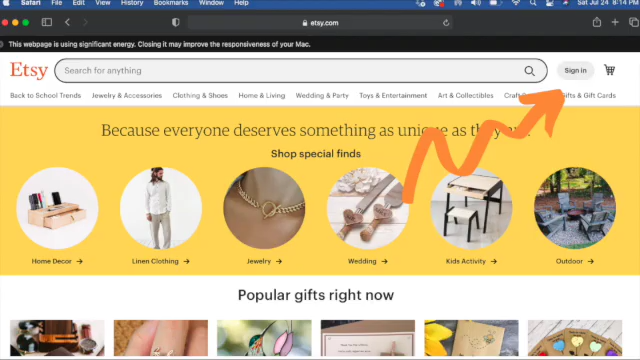 Safari File Edit View History Bookmarks Window Help
Sat Jul 24 8:14 PM
etsy.com
This webpage is using significant energy. Closing it may improve the responsiveness of your Mac.
Etsy
Search for anything
Sign in
Back to School Trends Jewelry & Accessories Clothing & Shoes Home & Living Wedding & Party Toys & Entertainment Art & Collectibles Craft Gifts & Gift Cards
Because everyone deserves something as unique as they are.
Shop special finds
Home Decor → Linen Clothing → Jewelry → Wedding → Kids Activity → Outdoor →
Popular gifts right now